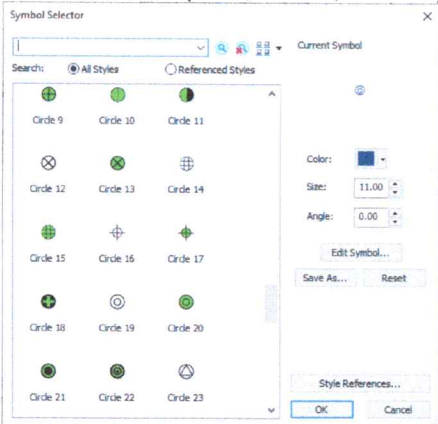 Symbol Selector
Current Symbol
Search: All Styles Referenced Styles
Circle 9 Circle 10 Circle 11
Circle 12 Circle 13 Circle 14
Color:
Size: 11.00
Angle: 0.00
Circle 15 Circle 16 Circle 17
Edit Symbol...
Save As... Reset
Circle 18 Circle 19 Circle 20
Circle 21 Circle 22 Circle 23
Style References...
OK Cancel